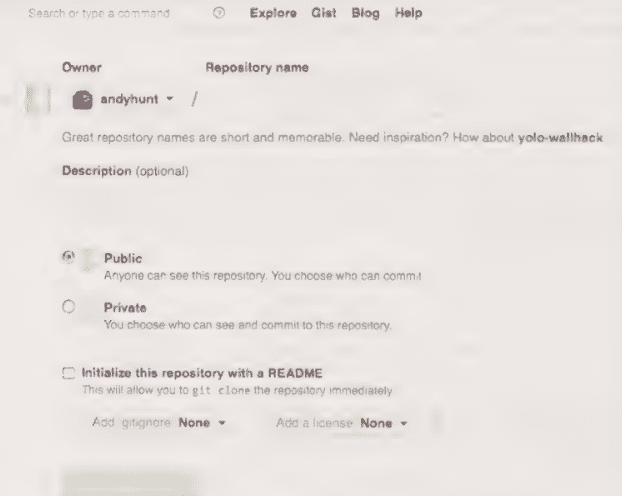 Search or type a command Explore Gist Blog Help
Owner Repository name
andyhunt /
Great repository names are short and memorable. Need inspiration? How about yolo-wallhack
Description (optional)
Public
Anyone can see this repository. You choose who can commit
Private
You choose who can see and commit to this repository.
Initialize this repository with a README
This will allow you to git clone the repository immediately
Add gitignore None
Add a license None